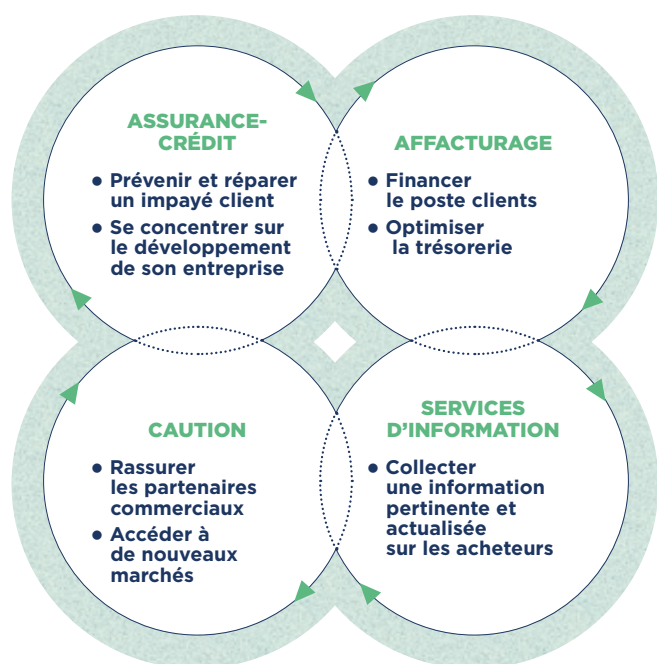 ASSURANCE-
CRÉDIT
● Prévenir et réparer
un impayé client
● Se concentrer sur
le développement
de son entreprise
AFFACTURAGE
● Financer
le poste clients
● Optimiser
la trésorerie
CAUTION
● Rassurer
les partenaires
commerciaux
● Accéder à
de nouveaux
marchés
SERVICES
D’INFORMATION
● Collecter
une information
pertinente et
actualisée
sur les acheteurs